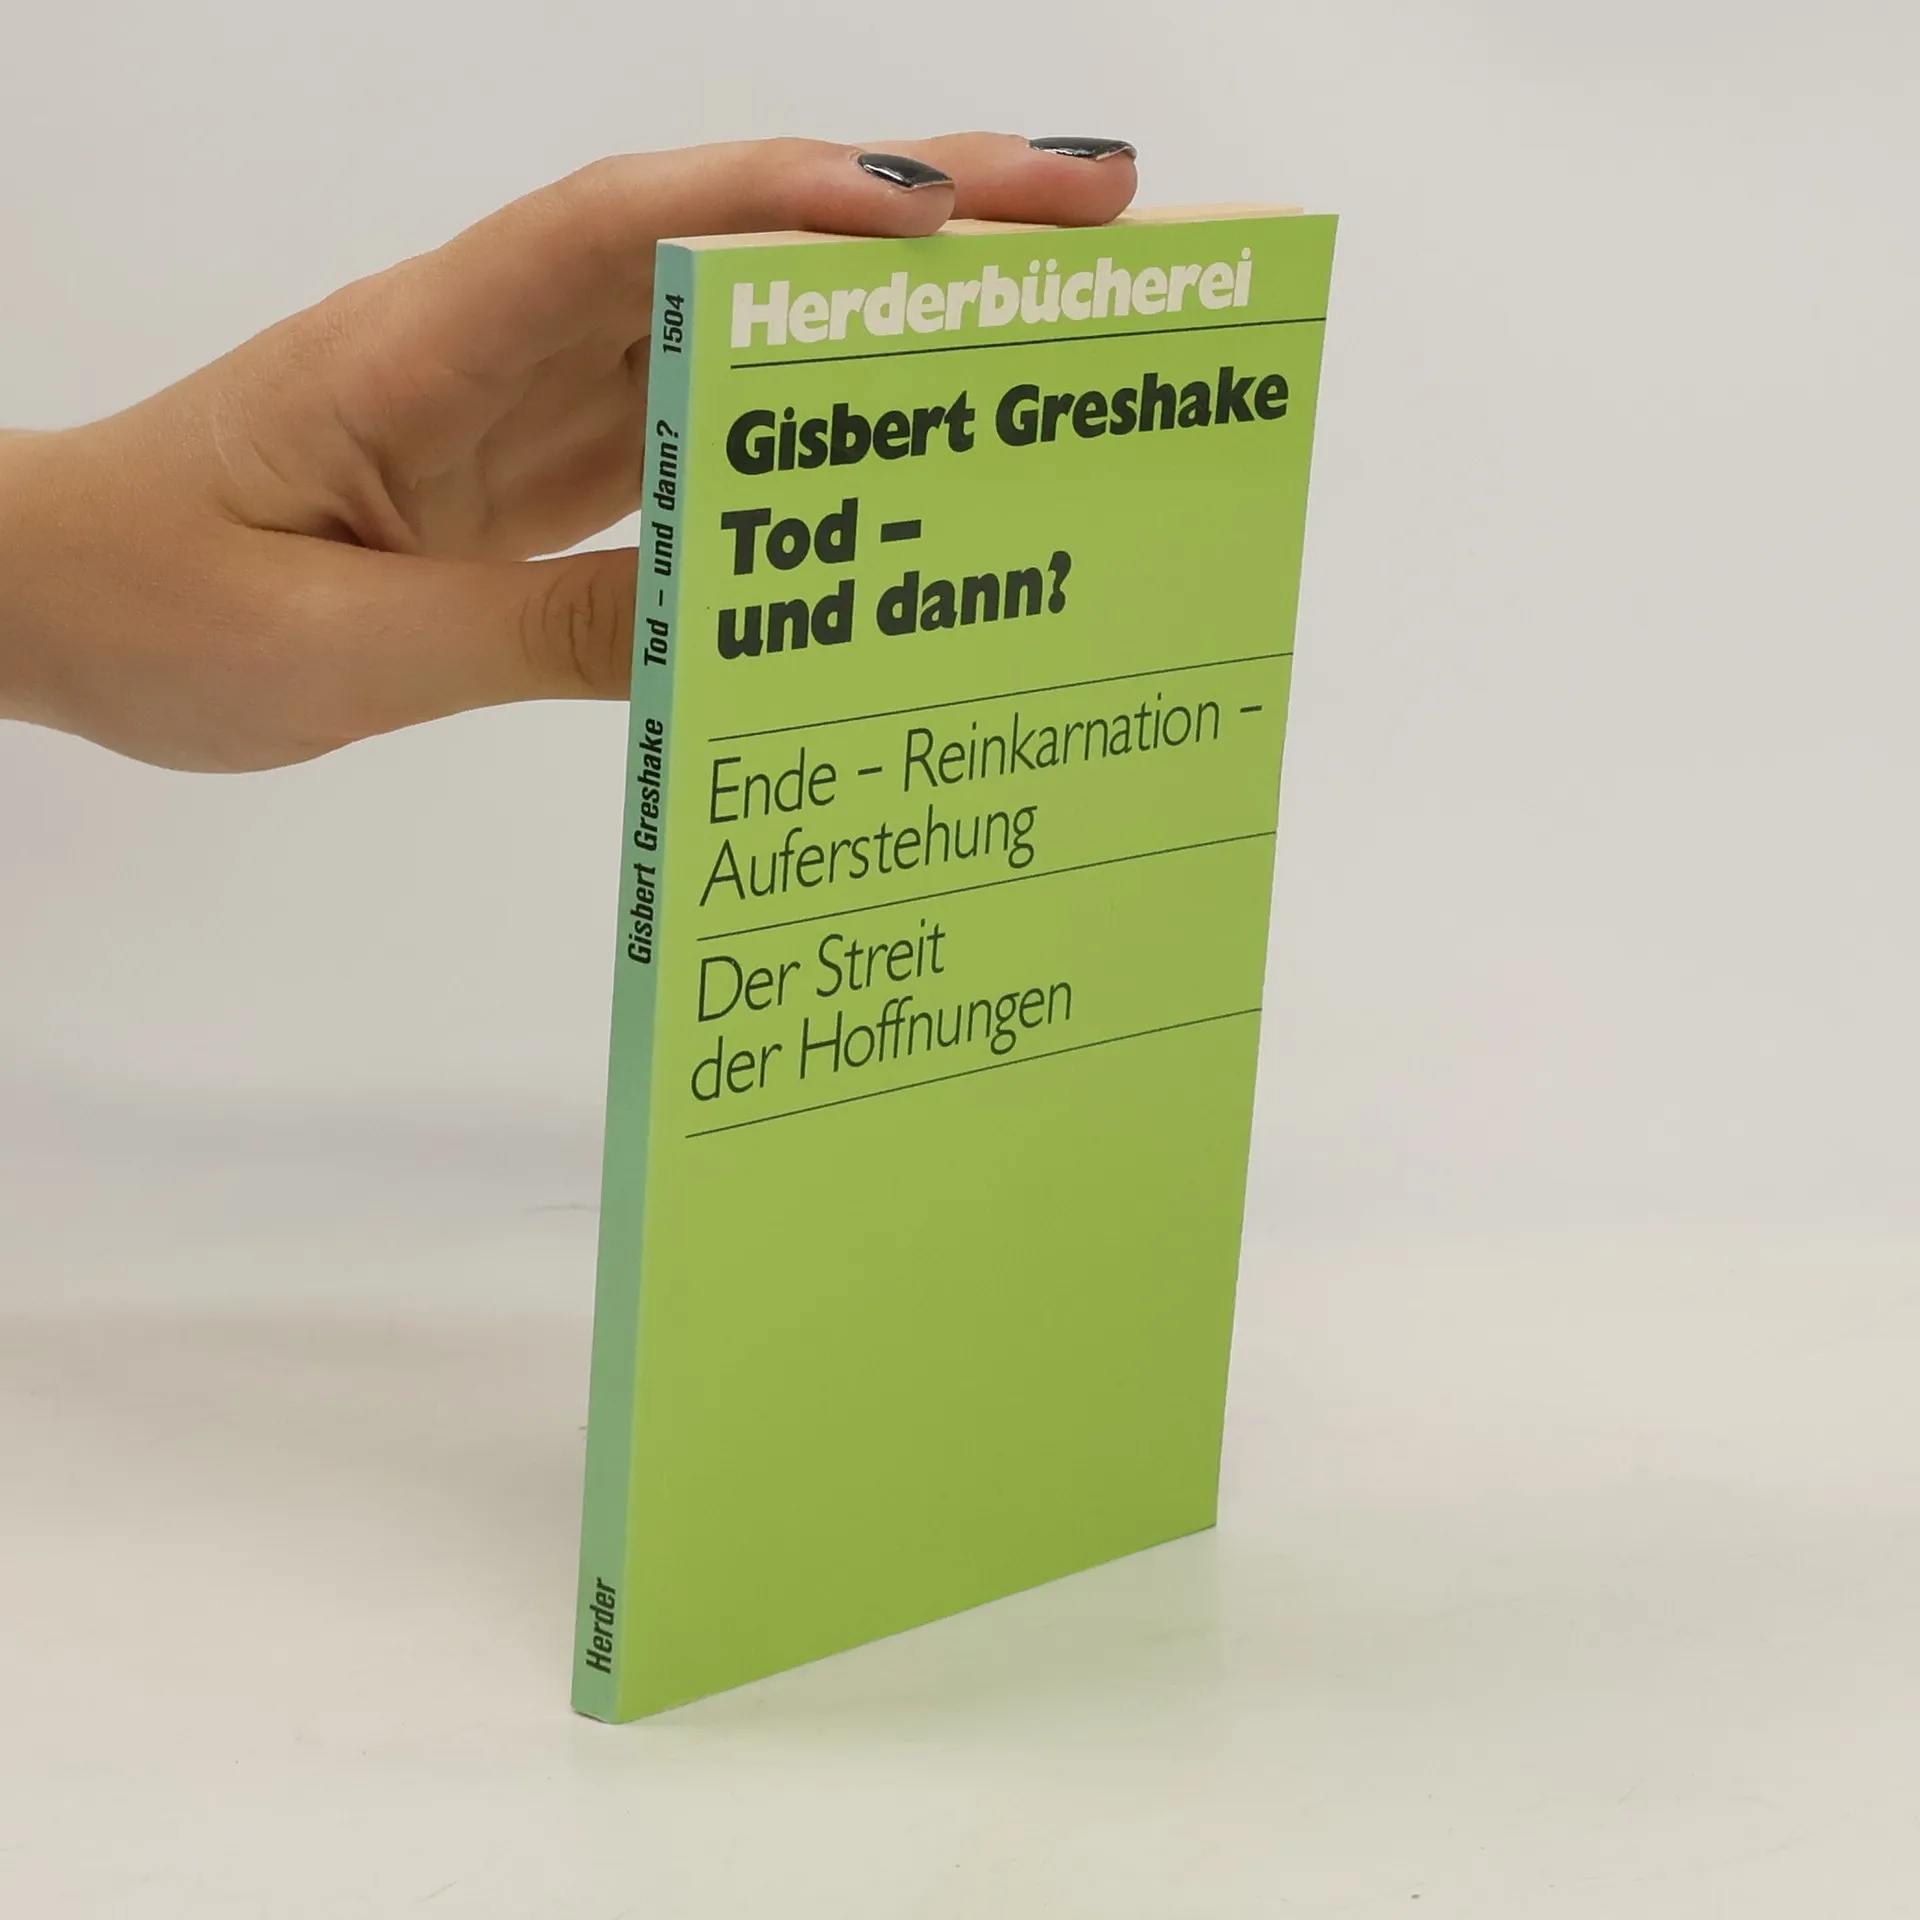 Herderbücherei
Gisbert Greshake
Tod –
und dann?
Ende – Reinkarnation –
Auferstehung
Der Streit
der Hoffnungen
Herder Gisbert Greshake Tod – und dann? 1504